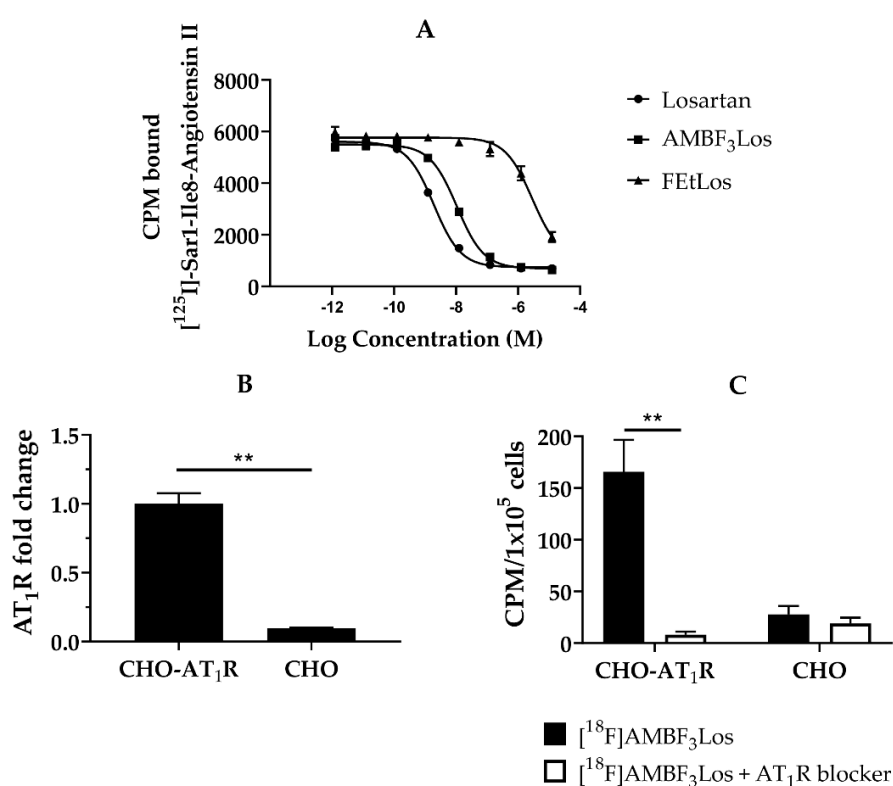 A
CPM bound
[¹²⁵I]-Sar1-Ile8-Angiotensin II
8000
6000
4000
2000
0
-12
-10
-8
-6
-4
Log Concentration (M)
Losartan
AMBF₃Los
FEtLos
B
AT₁R fold change
1.5
1.0
0.5
0.0
**
CHO-AT₁R
CHO
C
CPM/1x10⁵ cells
200
150
100
50
0
**
CHO-AT₁R
CHO
[¹⁸F]AMBF₃Los
[¹⁸F]AMBF₃Los + AT₁R blocker